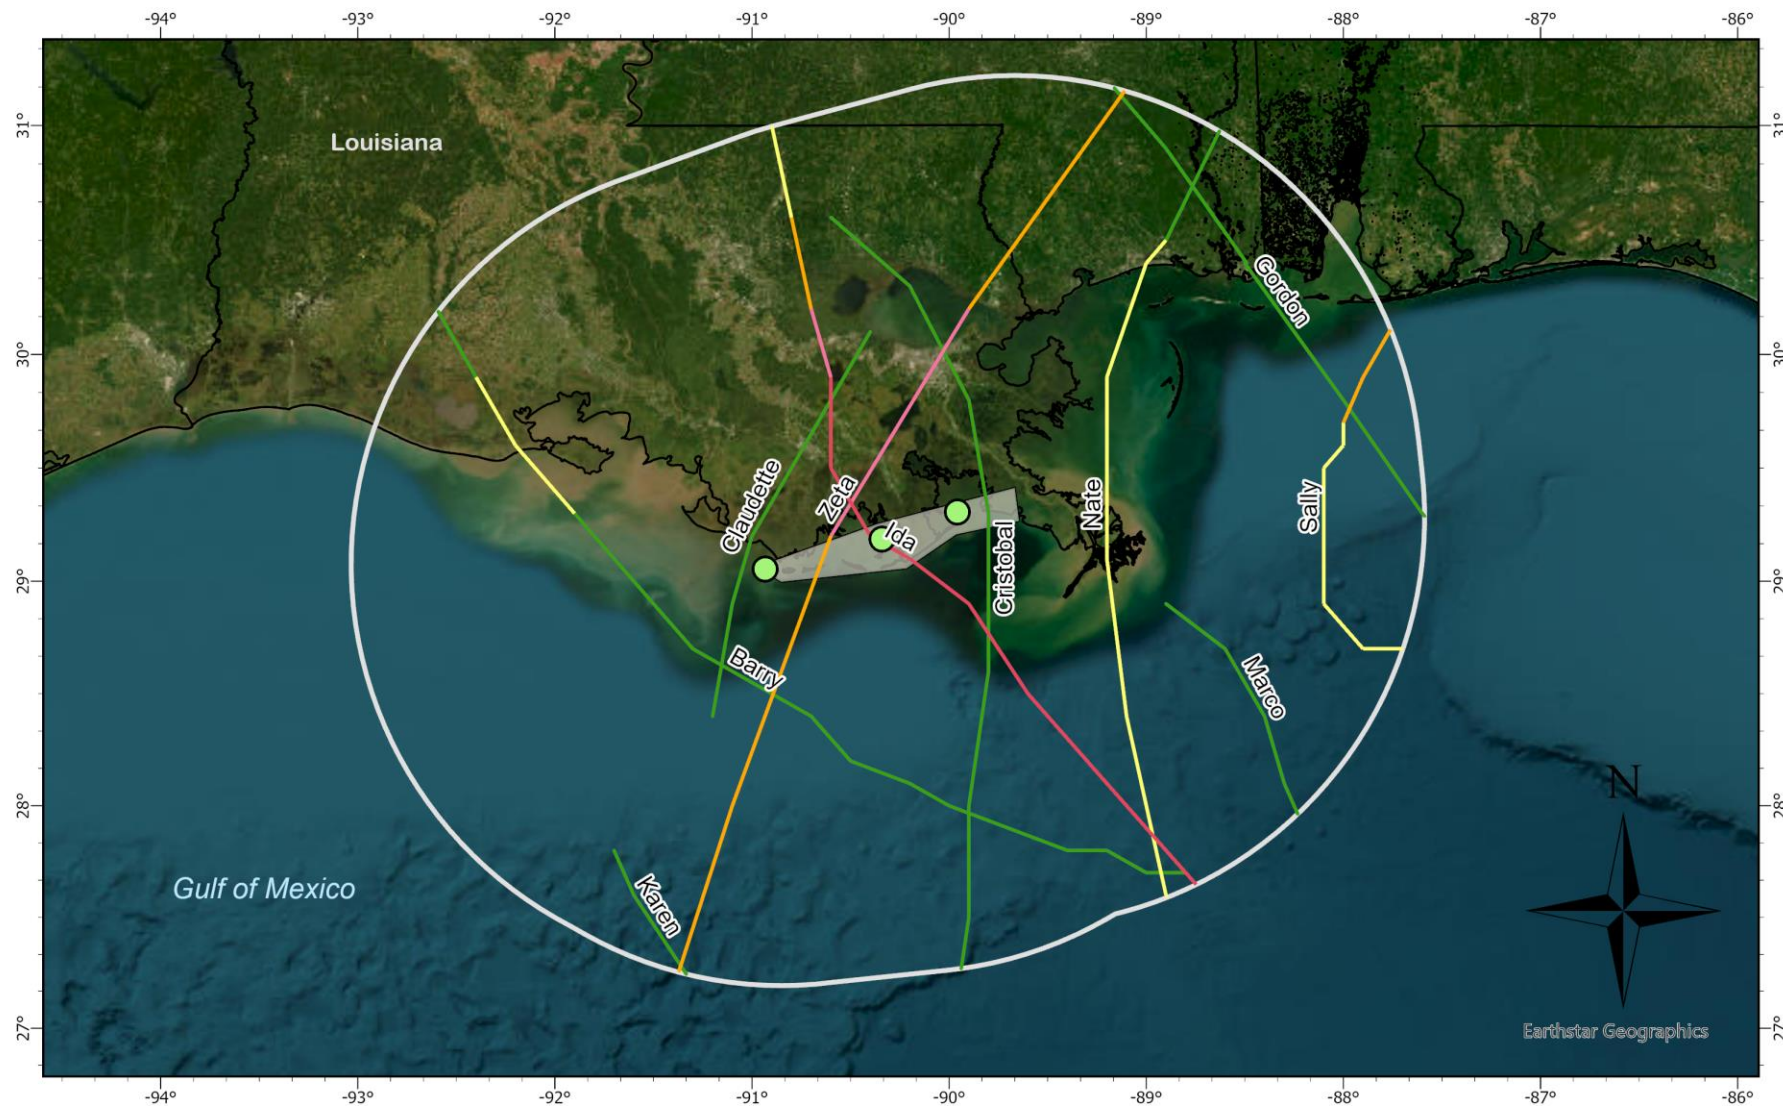 -94° -93° -92° -91° -90° -89° -88° -87° -86°
31° 31°
Louisiana
Gordon
30° 30°
Claudette
Zeta
Nate
Sally
Ida
Cristobal
29° 29°
Barry
Marco
28° 28°
N
Karen
Gulf of Mexico
27° 27°
Earthstar Geographics
-94° -93° -92° -91° -90° -89° -88° -87° -86°